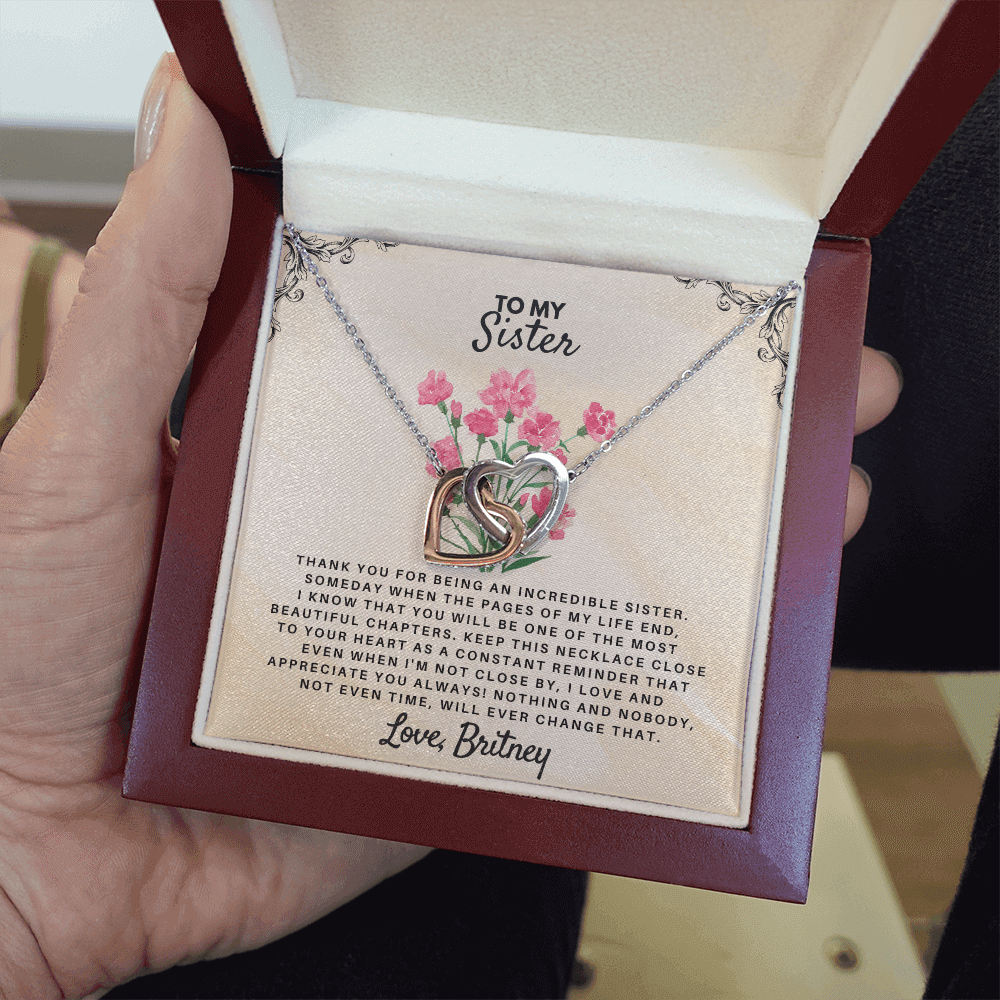 TO MY
Sister
THANK YOU FOR BEING AN INCREDIBLE SISTER.
SOMEDAY WHEN THE PAGES OF MY LIFE END,
I KNOW THAT YOU WILL BE ONE OF THE MOST
BEAUTIFUL CHAPTERS. KEEP THIS NECKLACE CLOSE
TO YOUR HEART AS A CONSTANT REMINDER THAT
EVEN WHEN I'M NOT CLOSE BY, I LOVE AND
APPRECIATE YOU ALWAYS! NOTHING AND NOBODY,
NOT EVEN TIME, WILL EVER CHANGE THAT.
Love, Britney